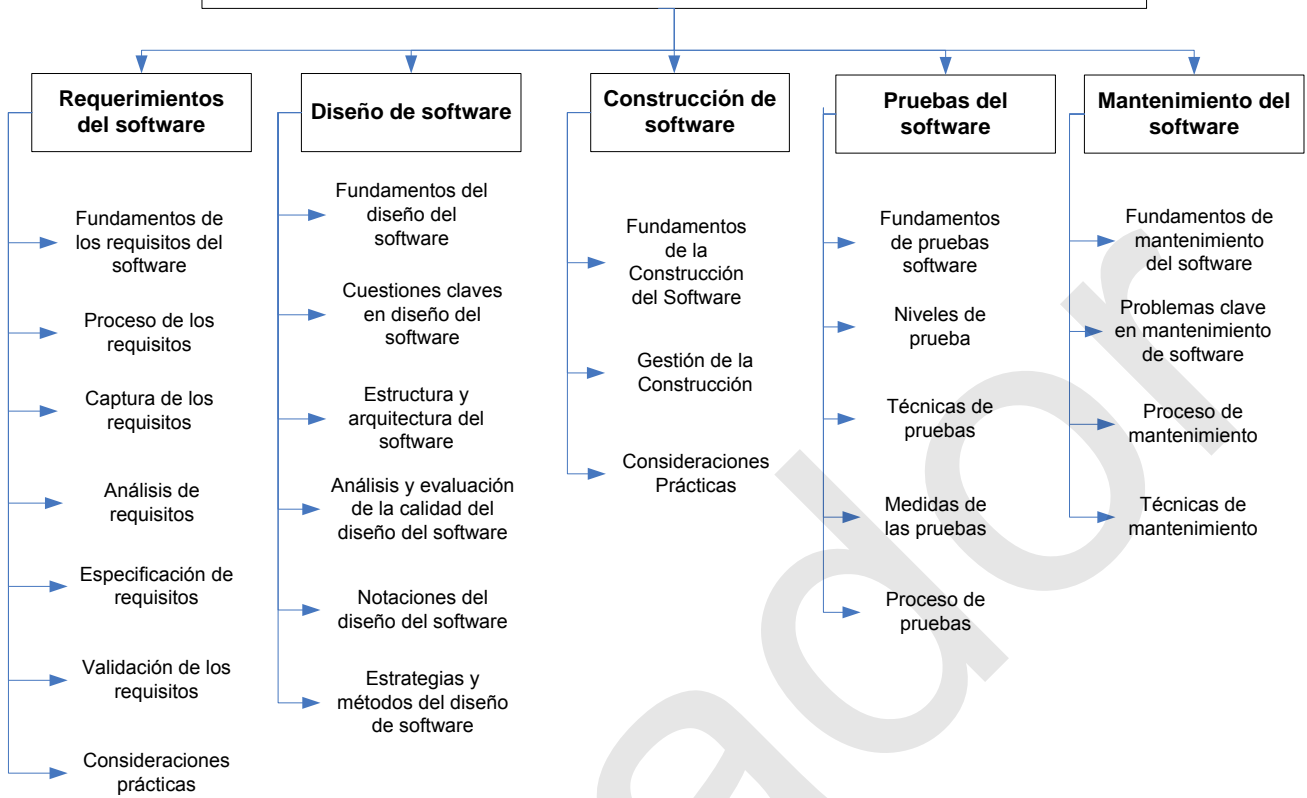 Requerimientos
del software
Fundamentos de
los requisitos del
software
Proceso de los
requisitos
Captura de los
requisitos
Análisis de
requisitos
Especificación de
requisitos
Validación de los
requisitos
Consideraciones
prácticas
Diseño de software
Fundamentos del
diseño del
software
Cuestiones claves
en diseño del
software
Estructura y
arquitectura del
software
Análisis y evaluación
de la calidad del
diseño del software
Notaciones del
diseño del software
Estrategias y
métodos del diseño
de software
Construcción de
software
Fundamentos
de la
Construcción
del Software
Gestión de la
Construcción
Consideraciones
Prácticas
Pruebas del
software
Fundamentos
de pruebas
software
Niveles de
prueba
Técnicas de
pruebas
Medidas de
las pruebas
Proceso de
pruebas
Mantenimiento del
software
Fundamentos de
mantenimiento
del software
Problemas clave
en mantenimiento
de software
Proceso de
mantenimiento
Técnicas de
mantenimiento
ador